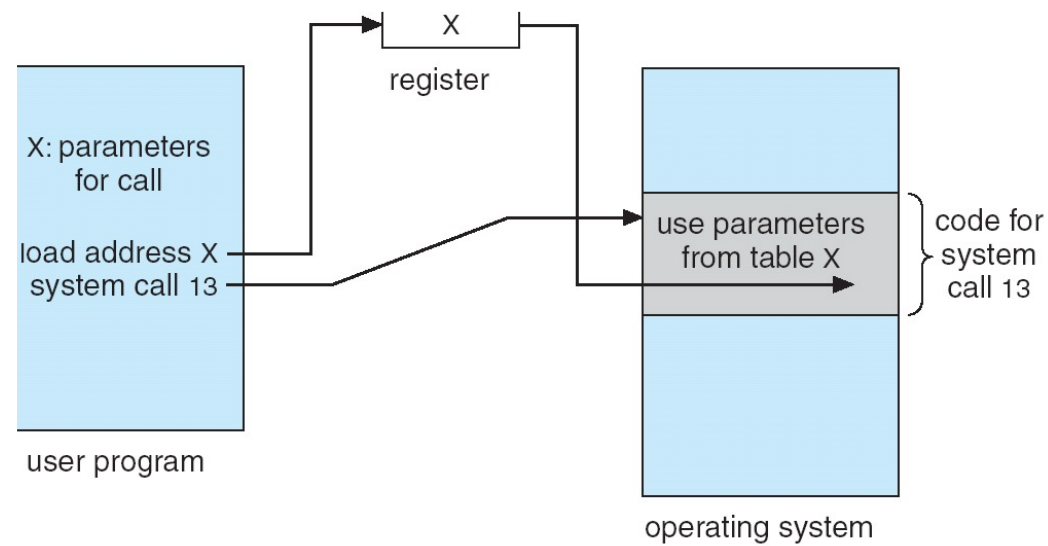 X
register
X: parameters
for call
load address X
system call 13
user program
use parameters
from table X
code for
system
call 13
operating system